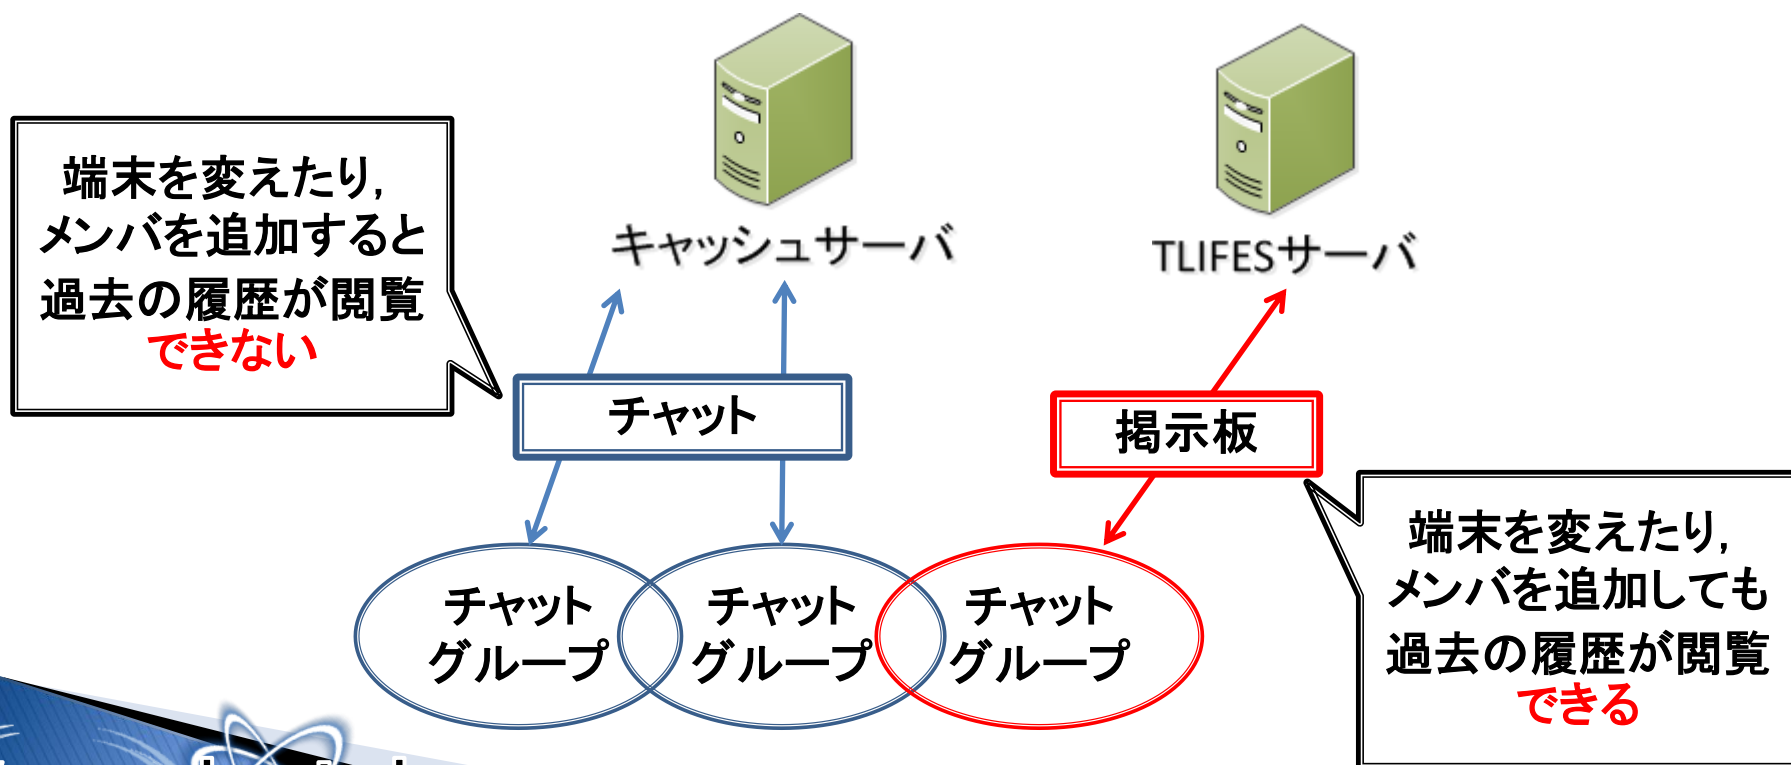 端末を変えたり,
メンバを追加すると
過去の履歴が閲覧
できない
キャッシュサーバ
TLIFESサーバ
チャット
掲示板
チャット
グループ
チャット
グループ
チャット
グループ
端末を変えたり,
メンバを追加しても
過去の履歴が閲覧
できる